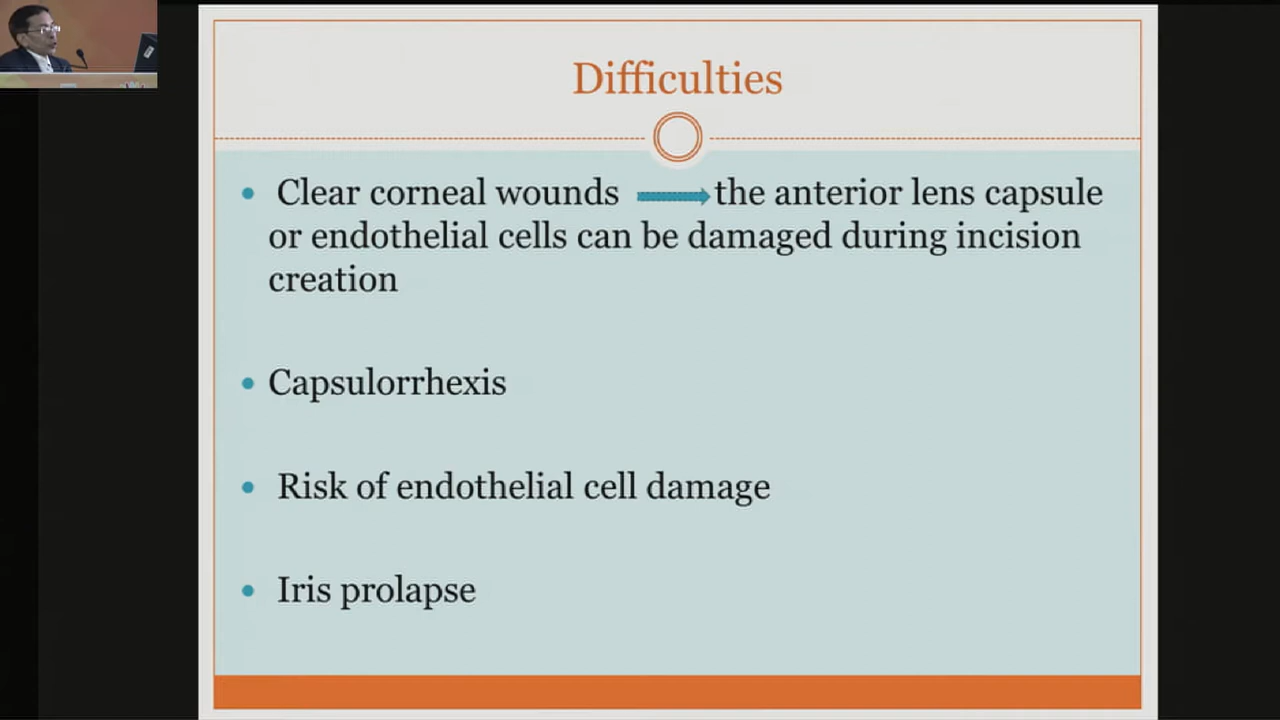 Difficulties
• Clear corneal wounds → the anterior lens capsule
or endothelial cells can be damaged during incision
creation
• Capsulorrhexis
• Risk of endothelial cell damage
• Iris prolapse